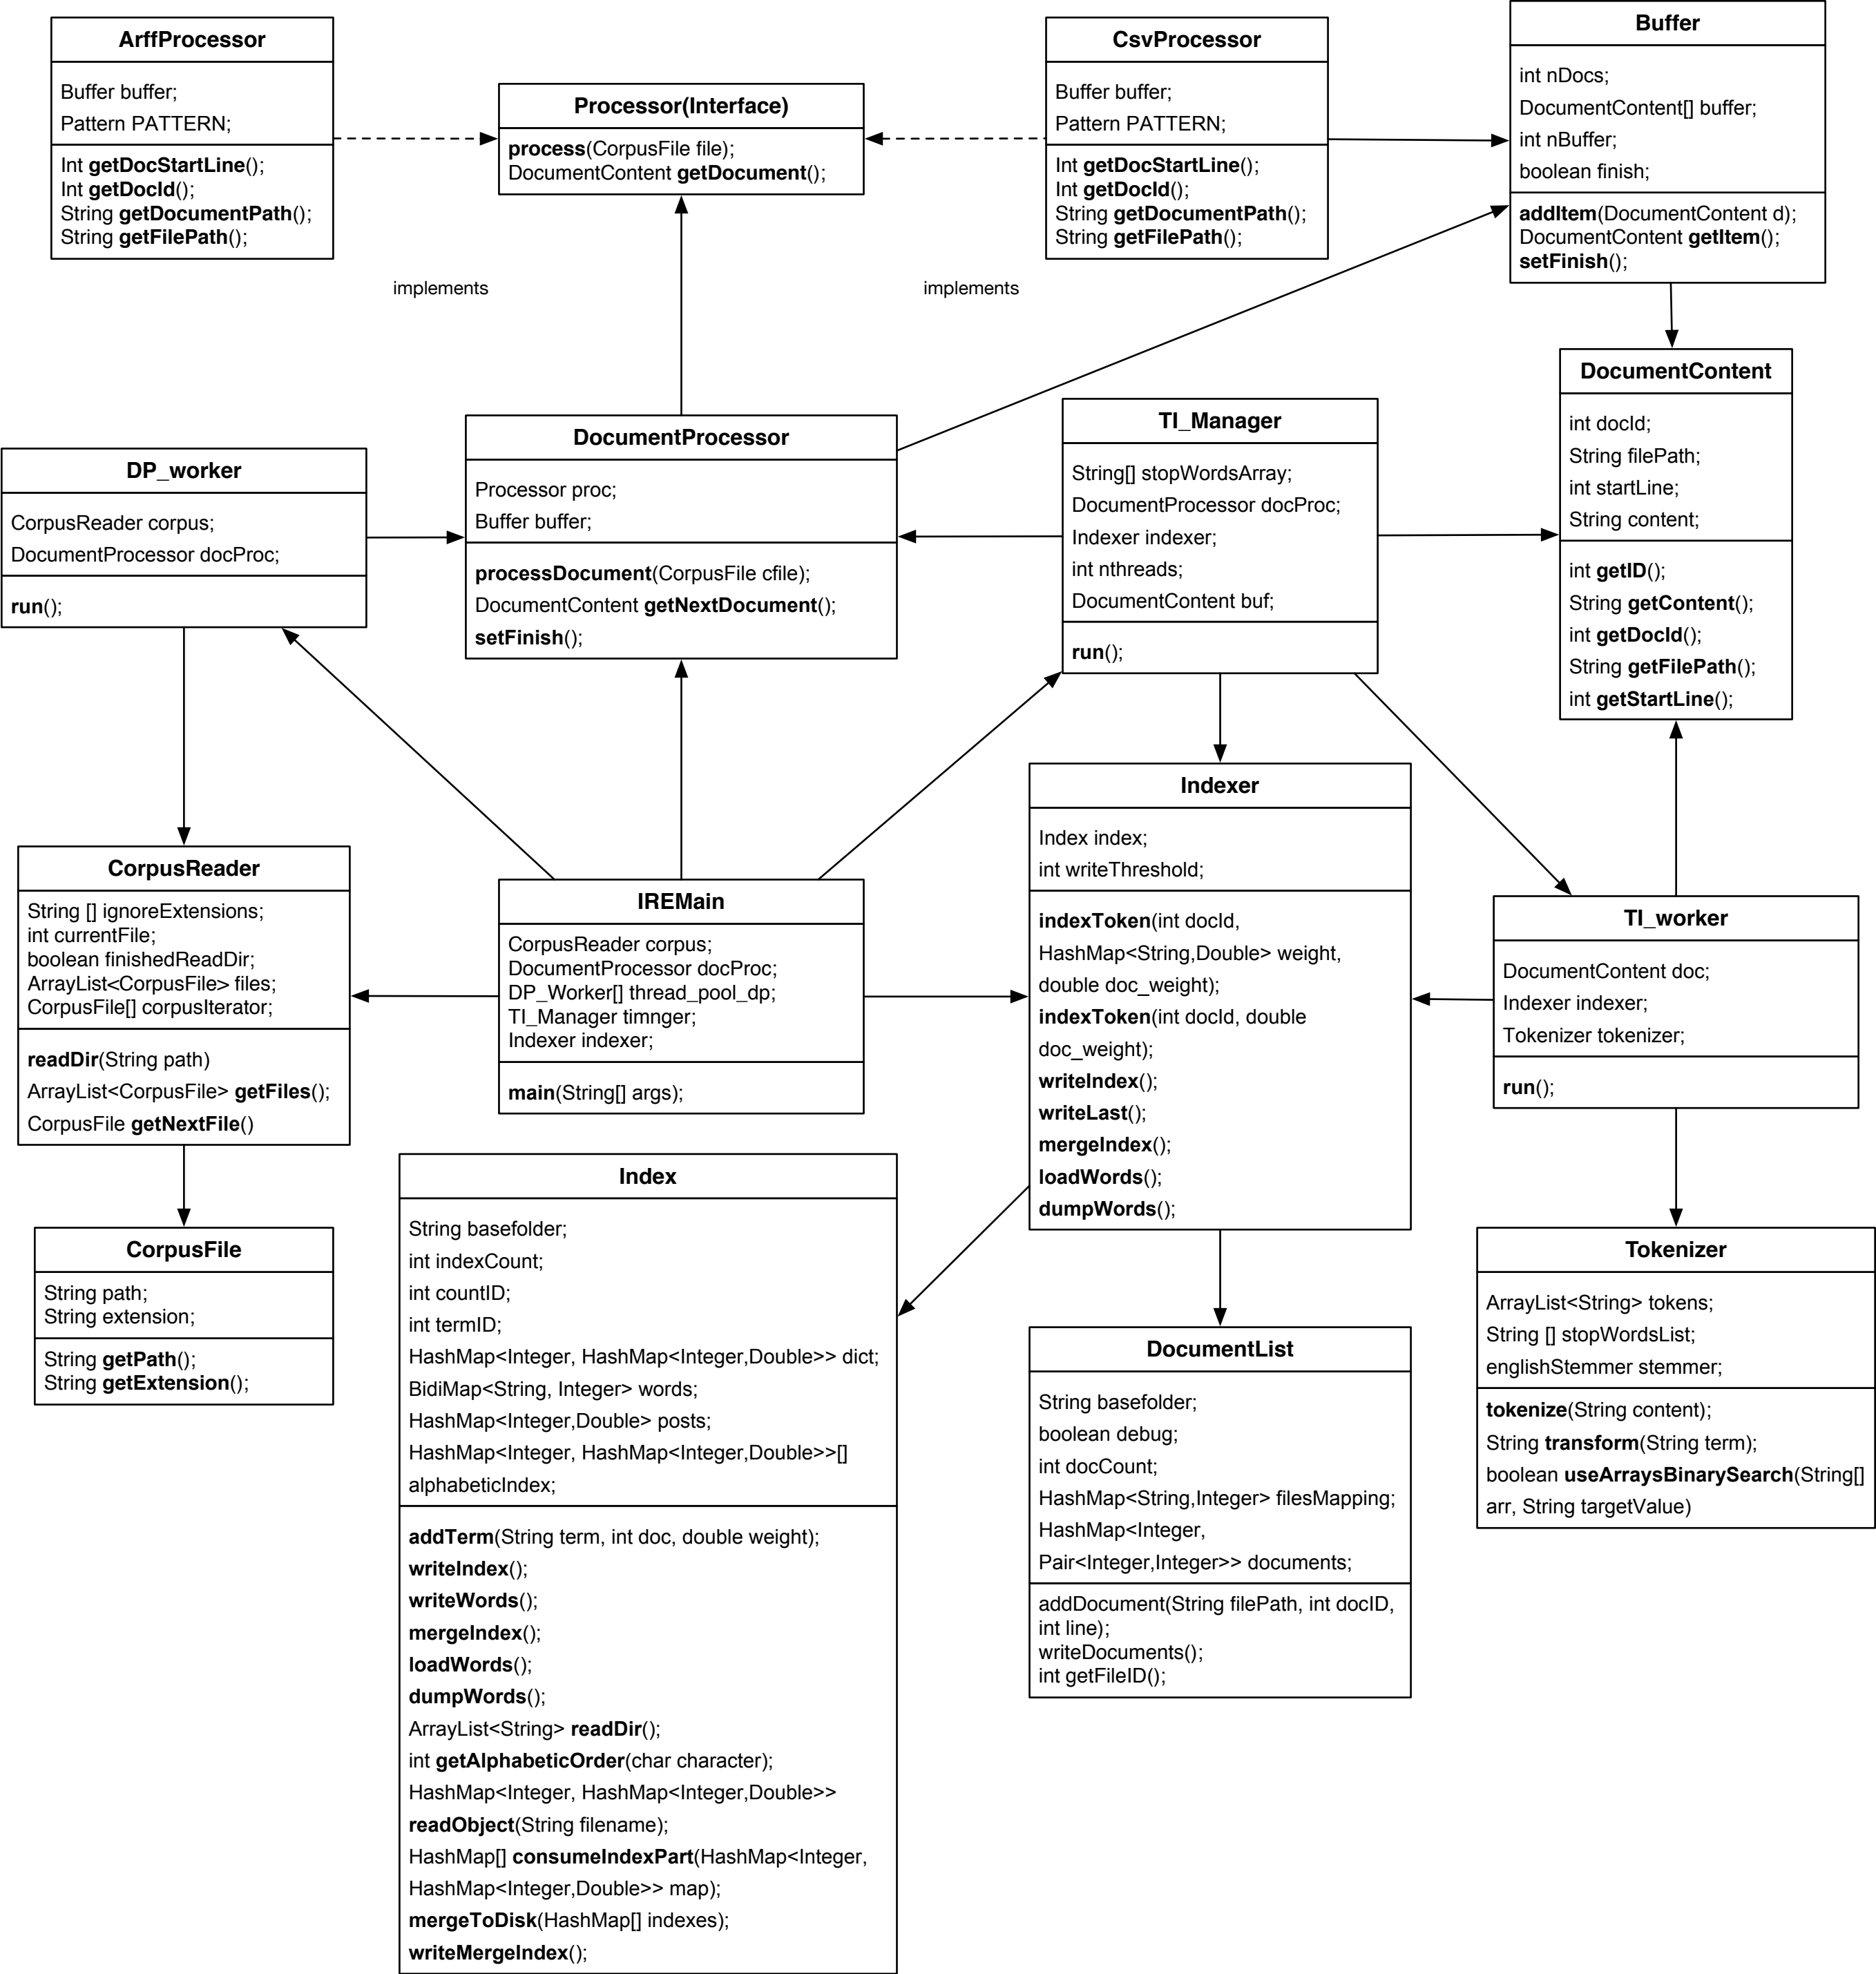 ArffProcessor
Buffer buffer;
Pattern PATTERN;
Int getDocStartLine();
Int getDocId();
String getDocumentPath();
String getFilePath();
Processor(Interface)
process(CorpusFile file);
DocumentContent getDocument();
CsvProcessor
Buffer buffer;
Pattern PATTERN;
Int getDocStartLine();
Int getDocId();
String getDocumentPath();
String getFilePath();
Buffer
int nDocs;
DocumentContent[] buffer;
int nBuffer;
boolean finish;
addItem(DocumentContent d);
DocumentContent getItem();
setFinish();
implements
implements
DocumentContent
int docId;
String filePath;
int startLine;
String content;
int getID();
String getContent();
int getDocId();
String getFilePath();
int getStartLine();
DP_worker
CorpusReader corpus;
DocumentProcessor docProc;
run();
DocumentProcessor
Processor proc;
Buffer buffer;
processDocument(CorpusFile cfile);
DocumentContent getNextDocument();
setFinish();
TI_Manager
String[] stopWordsArray;
DocumentProcessor docProc;
Indexer indexer;
int nthreads;
DocumentContent buf;
run();
CorpusReader
String [] ignoreExtensions;
int currentFile;
boolean finishedReadDir;
ArrayList<CorpusFile> files;
CorpusFile[] corpusIterator;
readDir(String path)
ArrayList<CorpusFile> getFiles();
CorpusFile getNextFile()
IREMain
CorpusReader corpus;
DocumentProcessor docProc;
DP_Worker[] thread_pool_dp;
TI_Manager timnger;
Indexer indexer;
main(String[] args);
Indexer
Index index;
int writeThreshold;
indexToken(int docId,
HashMap<String,Double> weight,
double doc_weight);
indexToken(int docId, double
doc_weight);
writeIndex();
writeLast();
mergeIndex();
loadWords();
dumpWords();
TI_worker
DocumentContent doc;
Indexer indexer;
Tokenizer tokenizer;
run();
CorpusFile
String path;
String extension;
String getPath();
String getExtension();
Index
String basefolder;
int indexCount;
int countID;
int termID;
HashMap<Integer, HashMap<Integer,Double>> dict;
BidiMap<String, Integer> words;
HashMap<Integer,Double> posts;
HashMap<Integer, HashMap<Integer,Double>>[]
alphabeticIndex;
addTerm(String term, int doc, double weight);
writeIndex();
writeWords();
mergeIndex();
loadWords();
dumpWords();
ArrayList<String> readDir();
int getAlphabeticOrder(char character);
HashMap<Integer, HashMap<Integer,Double>>
readObject(String filename);
HashMap[] consumeIndexPart(HashMap<Integer,
HashMap<Integer,Double>> map);
mergeToDisk(HashMap[] indexes);
writeMergeIndex();
DocumentList
String basefolder;
boolean debug;
int docCount;
HashMap<String,Integer> filesMapping;
HashMap<Integer,
Pair<Integer,Integer>> documents;
addDocument(String filePath, int docID,
int line);
writeDocuments();
int getFileID();
Tokenizer
ArrayList<String> tokens;
String [] stopWordsList;
englishStemmer stemmer;
tokenize(String content);
String transform(String term);
boolean useArraysBinarySearch(String[]
arr, String targetValue)